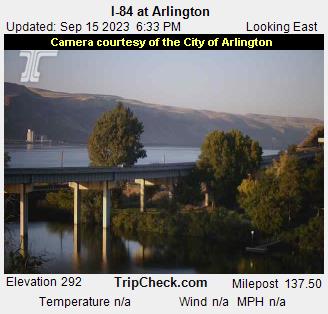 I-84 at Arlington
Updated: Sep 15 2023 6:33 PM Looking East
Camera courtesy of the City of Arlington
Elevation 292 TripCheck.com Milepost 137.50
Temperature n/a Wind n/a MPH n/a